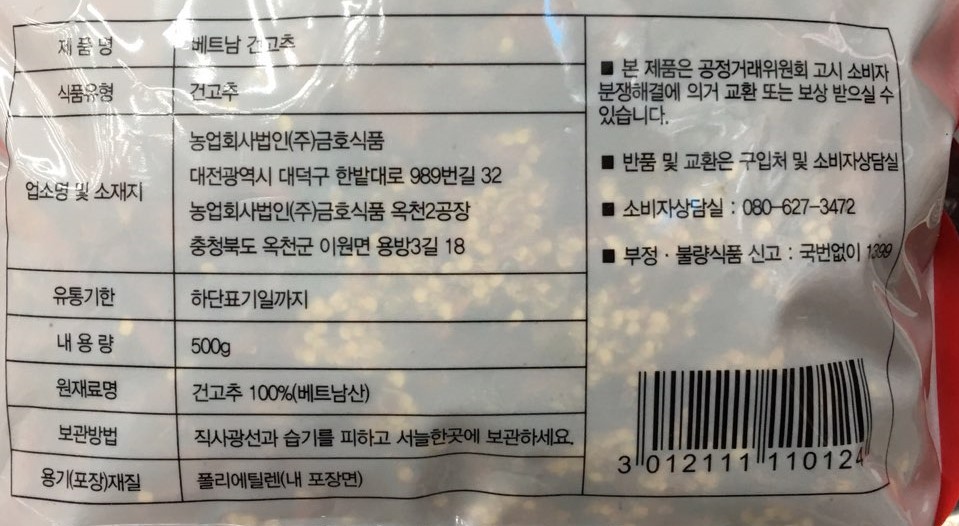 제 품 명 베트남 건고추
식품유형 건고추
업소명 및 소재지
농업회사법인(주)금호식품
대전광역시 대덕구 한밭대로 989번길 32
농업회사법인(주)금호식품 옥천2공장
충청북도 옥천군 이원면 용방3길 18
유통기한 하단표기일까지
내 용 량 500g
원재료명 건고추 100%(베트남산)
보관방법 직사광선과 습기를 피하고 서늘한곳에 보관하세요.
용기(포장)재질 폴리에틸렌(내 포장면)
■ 본 제품은 공정거래위원회 고시 소비자
분쟁해결에 의거 교환 또는 보상 받으실 수
있습니다.
■ 반품 및 교환은 구입처 및 소비자상담실
■ 소비자상담실 : 080-627-3472
■ 부정 · 불량식품 신고 : 국번없이 1399
3 012111 110124